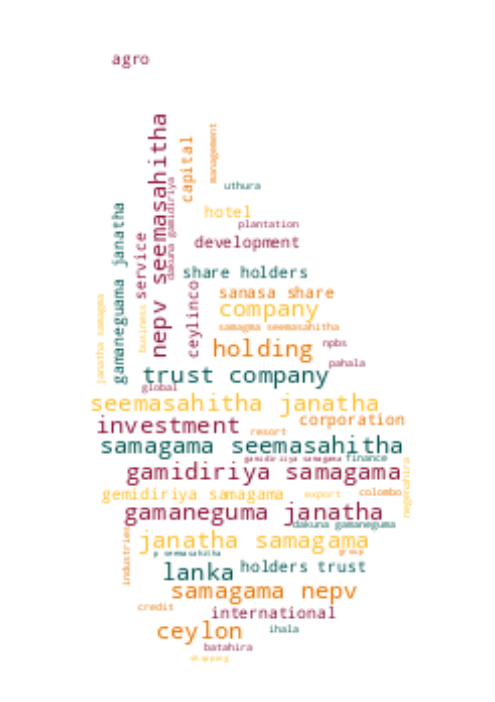 agro
nepv seemasahitha
capital
management
uthura
dakuna gamidiriya
hotel
gamaneguama janatha
plantation
service
development
share holders
ceylinco
sanasa share
janatha samagama
company
business
samagma seemasahitha
holding
npbs
pahala
trust company
global
seemasahitha janatha
investment
corporation
resort
samagama seemasahitha
gamidiriya samagama
finance
gamidiriya samagama
gemidiriya samagama
export
colombo
gamaneguma janatha
dakuna gamaneguma
industries
janatha samagama
group
p seemasahitha
lanka
holders trust
samagama nepv
credit
international
ceylon
ihala
batahira
shipping